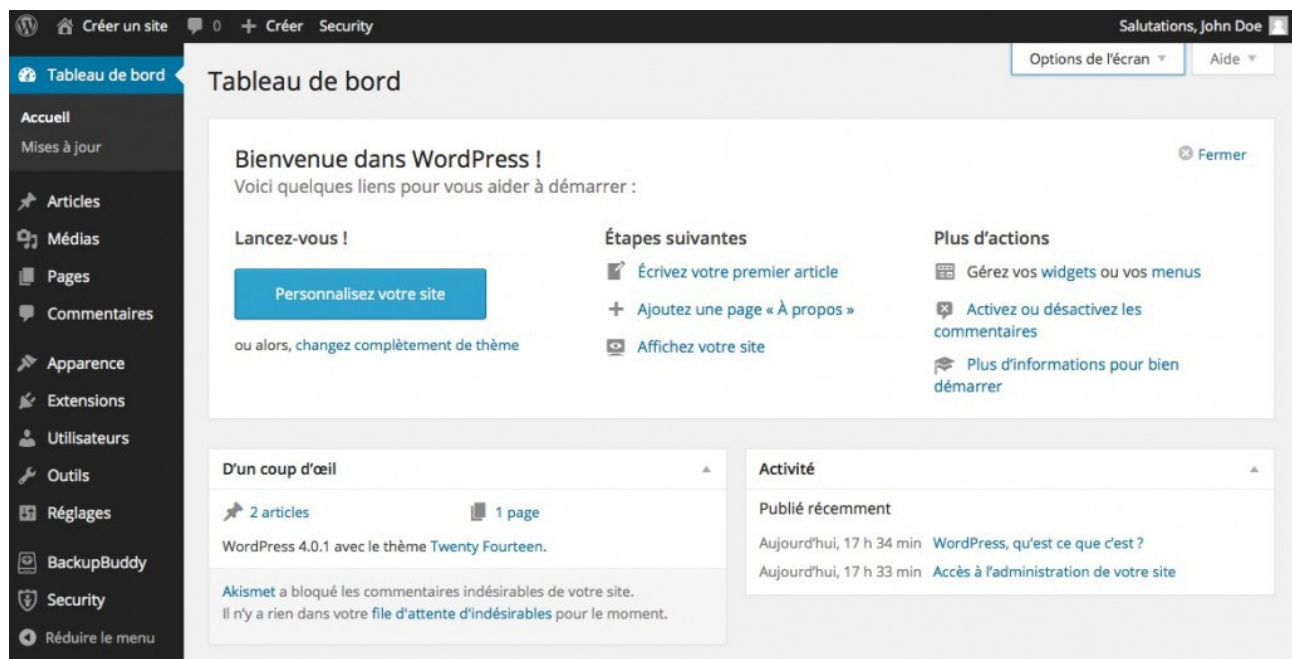 Créer un site 0 + Créer Security Salutations, John Doe
Options de l'écran Aide
Tableau de bord
Accueil
Mises à jour
Articles
Médias
Pages
Commentaires
Apparence
Extensions
Utilisateurs
Outils
Réglages
BackupBuddy
Security
Réduire le menu
Tableau de bord
Bienvenue dans WordPress !
Fermer
Voici quelques liens pour vous aider à démarrer :
Lancez-vous !
Personnalisez votre site
ou alors, changez complètement de thème
Étapes suivantes
Écrivez votre premier article
Ajoutez une page « À propos »
Affichez votre site
Plus d'actions
Gérez vos widgets ou vos menus
Activez ou désactivez les
commentaires
Plus d'informations pour bien
démarrer
D'un coup d'œil
2 articles 1 page
WordPress 4.0.1 avec le thème Twenty Fourteen.
Akismet a bloqué les commentaires indésirables de votre site.
Il n'y a rien dans votre file d'attente d'indésirables pour le moment.
Activité
Publié récemment
Aujourd'hui, 17 h 34 min WordPress, qu'est ce que c'est ?
Aujourd'hui, 17 h 33 min Accès à l'administration de votre site